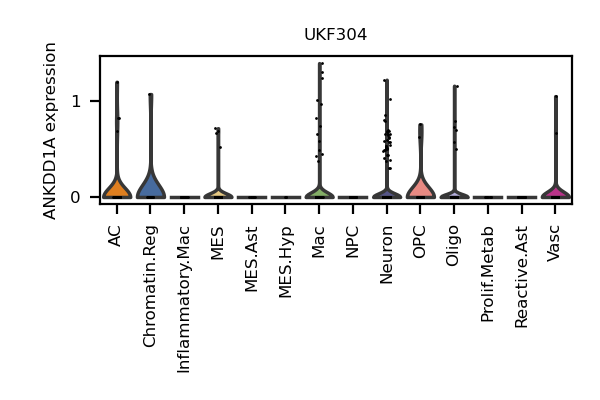 UKF304
ANKDD1A expression
1
0
AC
Chromatin.Reg
Inflammatory.Mac
MES
MES.Ast
MES.Hyp
Mac
NPC
Neuron
OPC
Oligo
Prolif.Metab
Reactive.Ast
Vasc